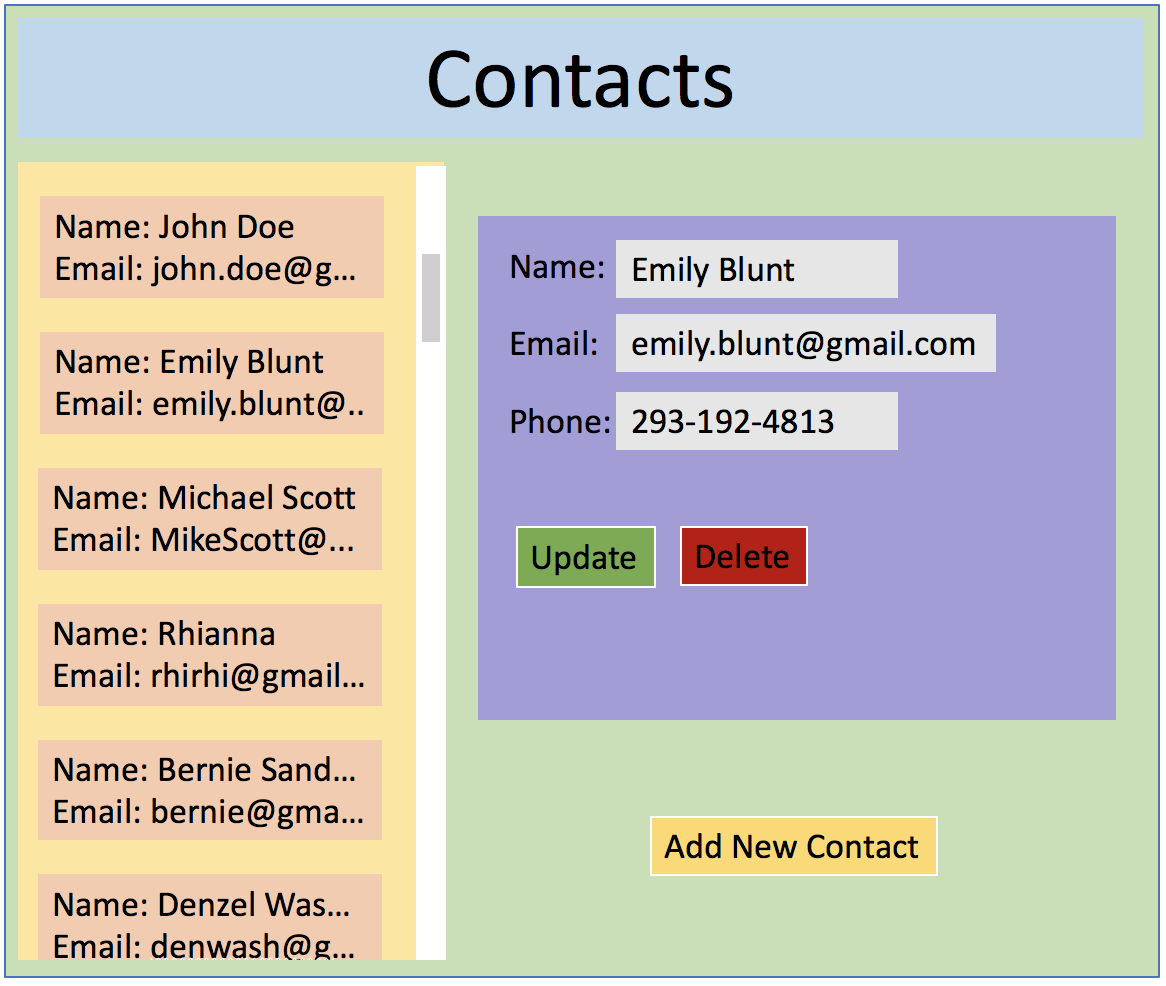 Contacts
Name: John Doe
Email: john.doe@g...
Name: Emily Blunt
Email: emily.blunt@..
Name: Michael Scott
Email: MikeScott@...
Name: Rhianna
Email: rhirhi@gmail...
Name: Bernie Sand...
Email: bernie@gma...
Name: Denzel Was...
Email: denwash@g...
Name: Emily Blunt
Email: emily.blunt@gmail.com
Phone: 293-192-4813
Update Delete
Add New Contact